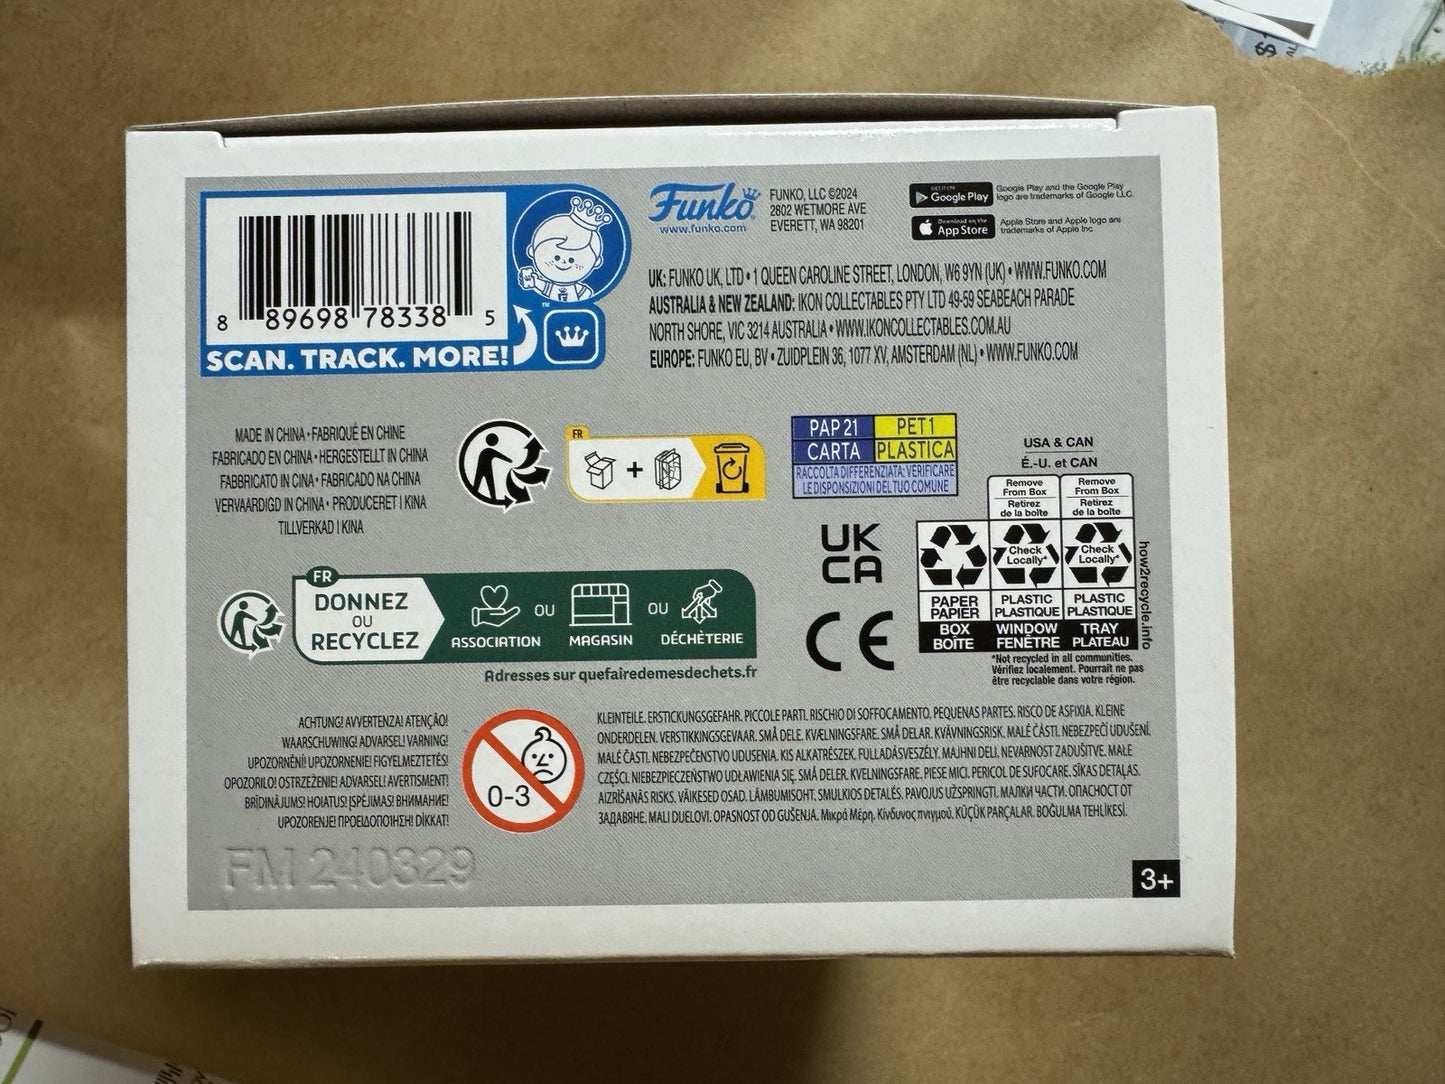 8 89698 78338 5
SCAN. TRACK. MORE!
™
Funko
www.funko.com
FUNKO, LLC ©2024
2802 WETMORE AVE
EVERETT, WA 98201
GET IT ON
Google Play
Google Play and the Google Play
logo are trademarks of Google LLC.
Download on the
App Store
Apple Store and Apple logo are
trademarks of Apple Inc
UK: FUNKO UK, LTD • 1 QUEEN CAROLINE STREET, LONDON, W6 9YN (UK) • WWW.FUNKO.COM
AUSTRALIA & NEW ZEALAND: IKON COLLECTABLES PTY LTD 49-59 SEABEACH PARADE
NORTH SHORE, VIC 3214 AUSTRALIA • WWW.IKONCOLLECTABLES.COM.AU
EUROPE: FUNKO EU, BV • ZUIDPLEIN 36, 1077 XV, AMSTERDAM (NL) • WWW.FUNKO.COM
MADE IN CHINA • FABRIQUÉ EN CHINE
FABRICADO EN CHINA • HERGESTELLT IN CHINA
FABBRICATO IN CINA • FABRICADO NA CHINA
VERVAARDIGD IN CHINA • PRODUCERET I KINA
TILLVERKAD I KINA
FR
+
PAP 21 PET1
CARTA PLASTICA
RACCOLTA DIFFERENZIATA: VERIFICARE
LE DISPOSIZIONI DEL TUO COMUNE
USA & CAN
É.-U. et CAN
Remove
From Box
Retirez
de la boîte
Remove
From Box
Retirez
de la boîte
Check
Locally*
Check
Locally*
PAPER
PAPIER
PLASTIC
PLASTIQUE
PLASTIC
PLASTIQUE
BOX
BOÎTE
WINDOW
FENÊTRE
TRAY
PLATEAU
how2recycle.info
*Not recycled in all communities.
Vérifiez localement. Pourrait ne pas
être recyclable dans votre région.
UK
CA
CE
FR
DONNEZ
OU
RECYCLEZ
ASSOCIATION
OU
MAGASIN
OU
DÉCHÈTERIE
Adresses sur quefairedemesdechets.fr
ACHTUNG! AVVERTENZA! ATENÇÃO!
WAARSCHUWING! ADVARSEL! VARNING!
UPOZORNĚNÍ! UPOZORNENIE! FIGYELMEZTETÉS!
OPOZORILO! OSTRZEŻENIE! ADVARSEL! AVERTISMENT!
BRĪDINĀJUMS! HOIATUS! ĮSPĖJIMAS! ВНИМАНИЕ!
UPOZORENJE! ΠΡΟΕΙΔΟΠΟΙΗΣΗ! DİKKAT!
0-3
KLEINTEILE. ERSTICKUNGSGEFAHR. PICCOLE PARTI. RISCHIO DI SOFFOCAMENTO. PEQUENAS PARTES. RISCO DE ASFIXIA. KLEINE
ONDERDELEN. VERSTIKKINGSGEVAAR. SMÅ DELE. KVÆLNINGSFARE. SMÅ DELAR. KVÄVNINGSRISK. MALÉ ČÁSTI. NEBEZPEČÍ UDUŠENÍ.
MALÉ ČASTI. NEBEZPEČENSTVO UDUSENIA. KIS ALKATRÉSZEK. FULLADÁSVESZÉLY. MAJHNI DELI. NEVARNOST ZADUŠITVE. MAŁE
CZĘŚCI. NIEBEZPIECZEŃSTWO UDŁAWIENIA SIĘ. SMÅ DELER. KVELNINGSFARE. PIESE MICI. PERICOL DE SUFOCARE. SĪKAS DETAĻAS.
AIZRĪŠANĀS RISKS. VÄIKESED OSAD. LÄMBUMISOHT. SMULKIOS DETALĖS. PAVOJUS UŽSPRINGTI. МАЛКИ ЧАСТИ. ОПАСНОСТ ОТ
ЗАДАВЯНЕ. MALI DIJELOVI. OPASNOST OD GUŠENJA. Μικρά Μέρη. Κίνδυνος πνιγμού. KÜÇÜK PARÇALAR. BOĞULMA TEHLİKESİ.
FM 240329
3+